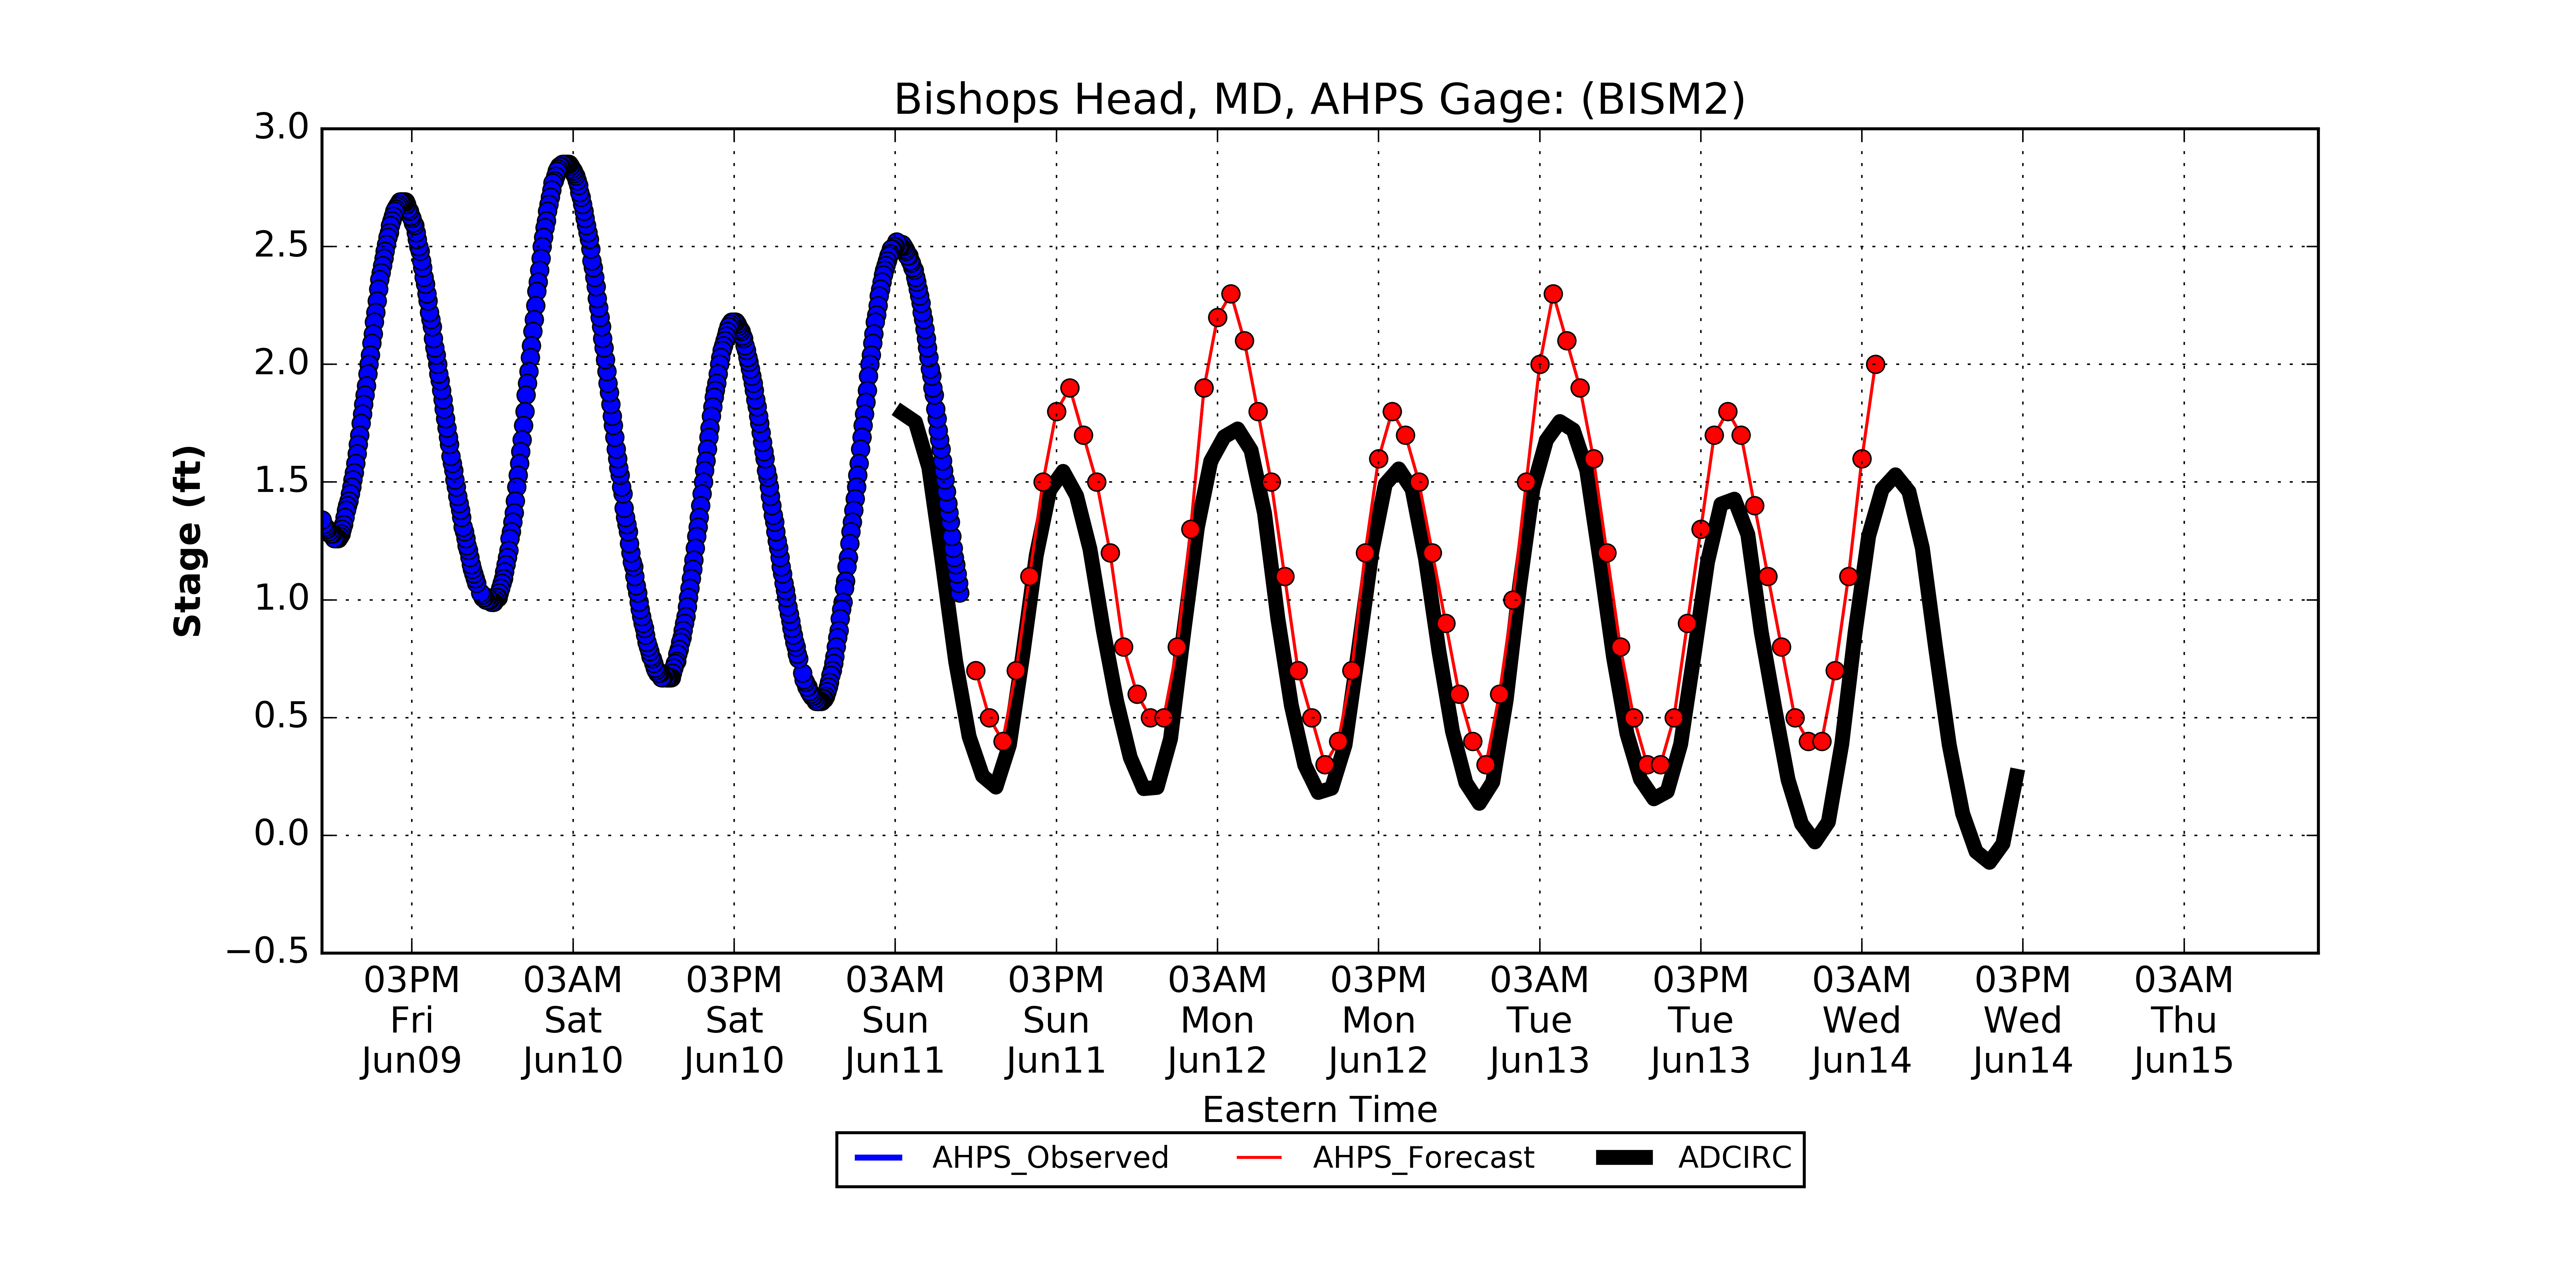 Bishops Head, MD, AHPS Gage: (BISM2)
3.0
2.5
2.0
1.5
1.0
0.5
0.0
−0.5
Stage (ft)
03PM 03AM 03PM 03AM 03PM 03AM 03PM 03AM 03PM 03AM 03PM 03AM
Fri Sat Sat Sun Sun Mon Mon Tue Tue Wed Wed Thu
Jun09 Jun10 Jun10 Jun11 Jun11 Jun12 Jun12 Jun13 Jun13 Jun14 Jun14 Jun15
Eastern Time
AHPS_Observed AHPS_Forecast ADCIRC